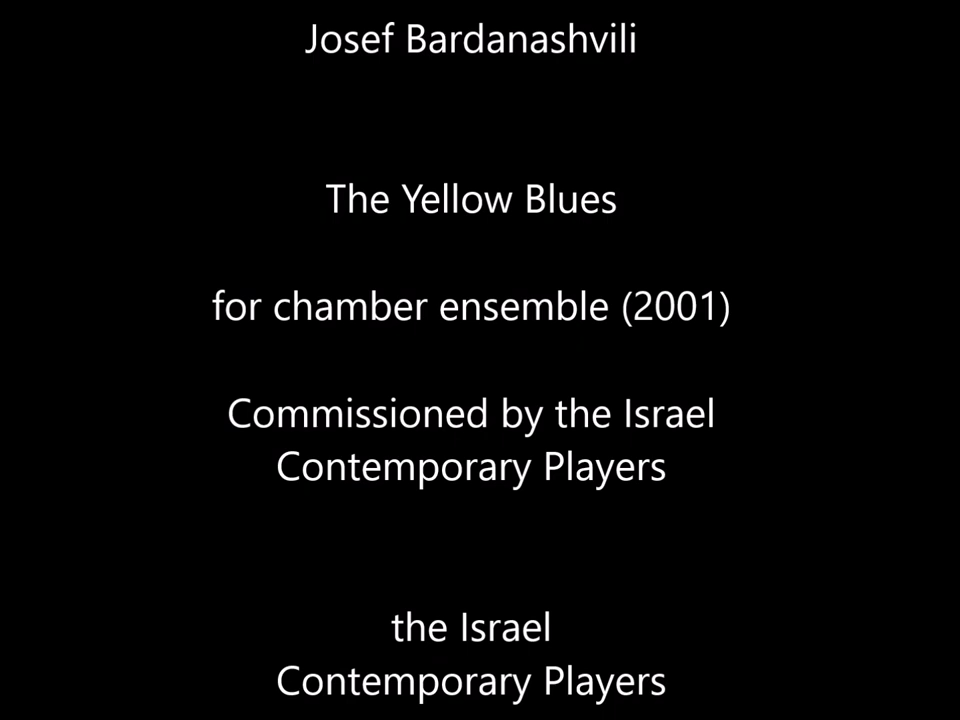 Josef Bardanashvili
The Yellow Blues
for chamber ensemble (2001)
Commissioned by the Israel
Contemporary Players
the Israel
Contemporary Players